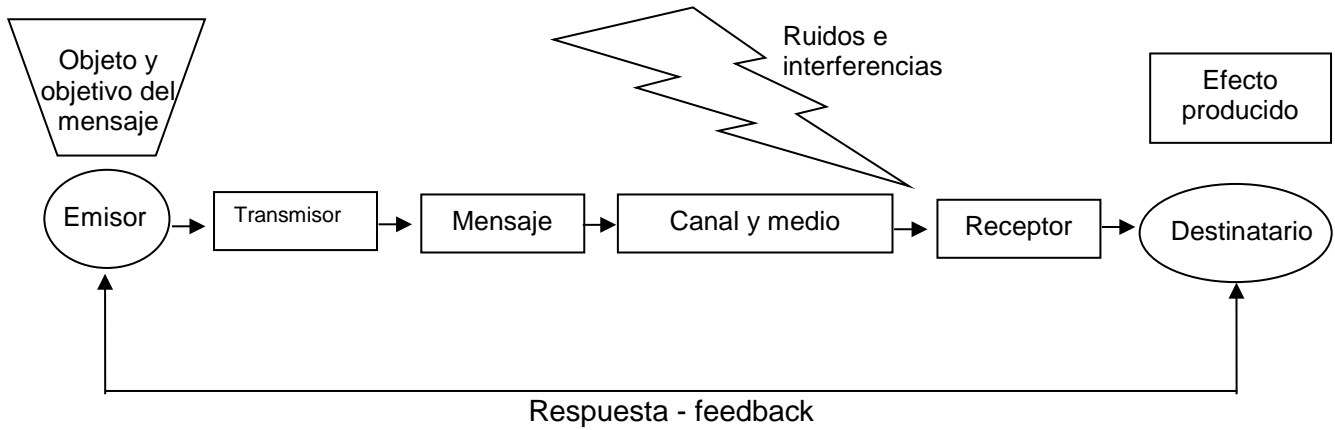 Objeto y
objetivo del
mensaje
Ruidos e
interferencias
Efecto
producido
Emisor
Transmisor
Mensaje
Canal y medio
Receptor
Destinatario
Respuesta - feedback